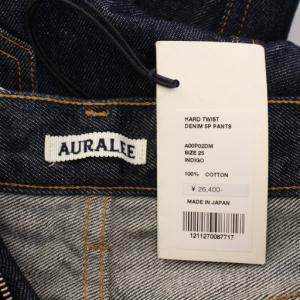 AURALEE
HARD TWIST
DENIM 5P PANTS
A00P02DM
SIZE 25
INDIGO
100% COTTON
¥ 26,400-
MADE IN JAPAN
1211270087717